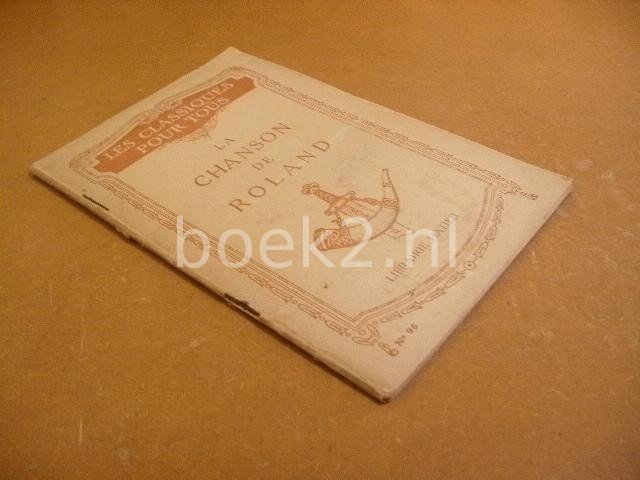 LES CLASSIQUES
POUR TOUS
LA
CHANSON
DE
ROLAND
boek2.nl
LIBRAIRIE HATIER
N° 96